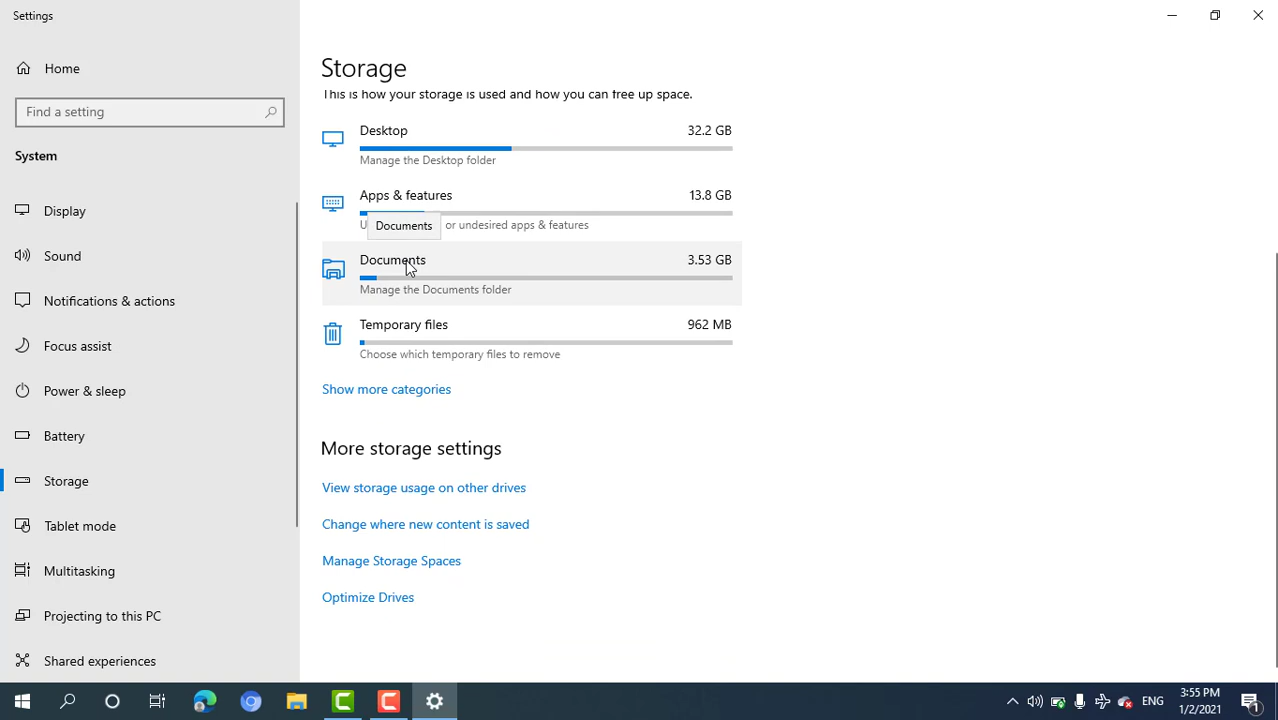 Settings
Home
Find a setting
System
Display
Sound
Notifications & actions
Focus assist
Power & sleep
Battery
Storage
Tablet mode
Multitasking
Projecting to this PC
Shared experiences
Storage
This is how your storage is used and how you can free up space.
Desktop 32.2 GB
Manage the Desktop folder
Apps & features 13.8 GB
U or undesired apps & features
Documents
Documents 3.53 GB
Manage the Documents folder
Temporary files 962 MB
Choose which temporary files to remove
Show more categories
More storage settings
View storage usage on other drives
Change where new content is saved
Manage Storage Spaces
Optimize Drives
ENG
3:55 PM
1/2/2021
1